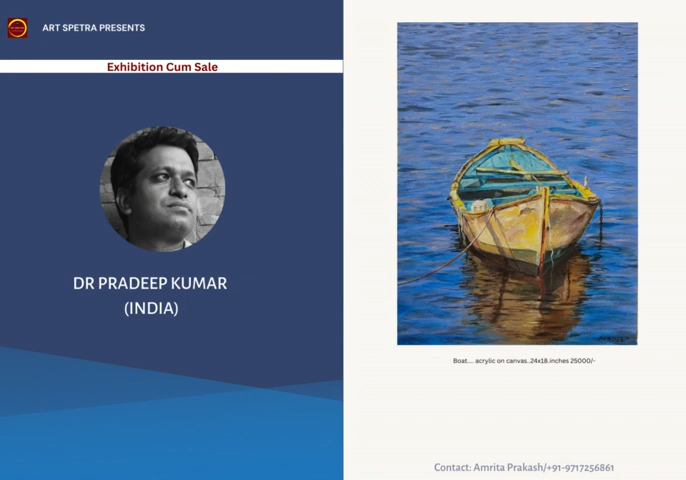 ART SPETRA PRESENTS
Exhibition Cum Sale
DR PRADEEP KUMAR
(INDIA)
Boat.... acrylic on canvas..24x18.inches 25000/-
Contact: Amrita Prakash/+91-9717256861